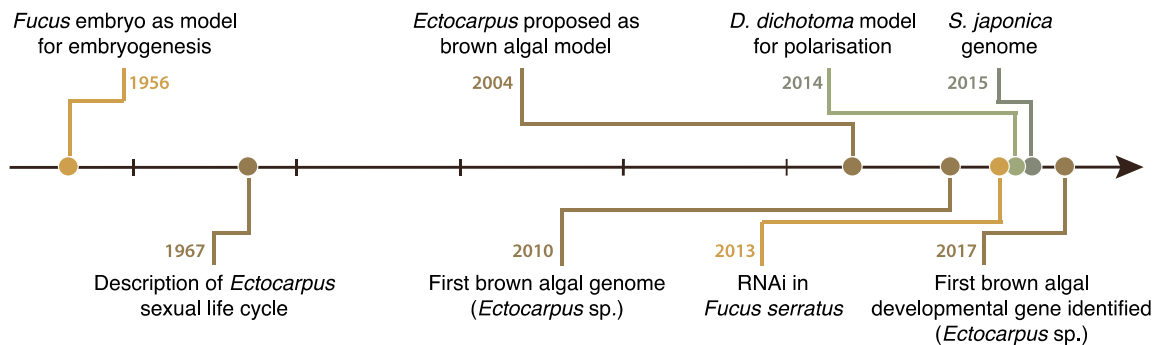 Fucus embryo as model
for embryogenesis
1956
Ectocarpus proposed as
brown algal model
2004
D. dichotoma model
for polarisation
2014
S. japonica
genome
2015
1967
Description of Ectocarpus
sexual life cycle
2010
First brown algal genome
(Ectocarpus sp.)
2013
RNAi in
Fucus serratus
2017
First brown algal
developmental gene identified
(Ectocarpus sp.)